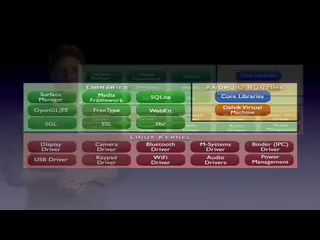 LIBRARIES
ANDROID RUNTIME
Surface Manager
Media Framework
SQLite
Core Libraries
OpenGL|ES
FreeType
WebKit
Dalvik Virtual Machine
SGL
SSL
libc
LINUX KERNEL
Display Driver
Camera Driver
Bluetooth Driver
M-Systems Driver
Binder (IPC) Driver
USB Driver
Keypad Driver
WiFi Driver
Audio Drivers
Power Management